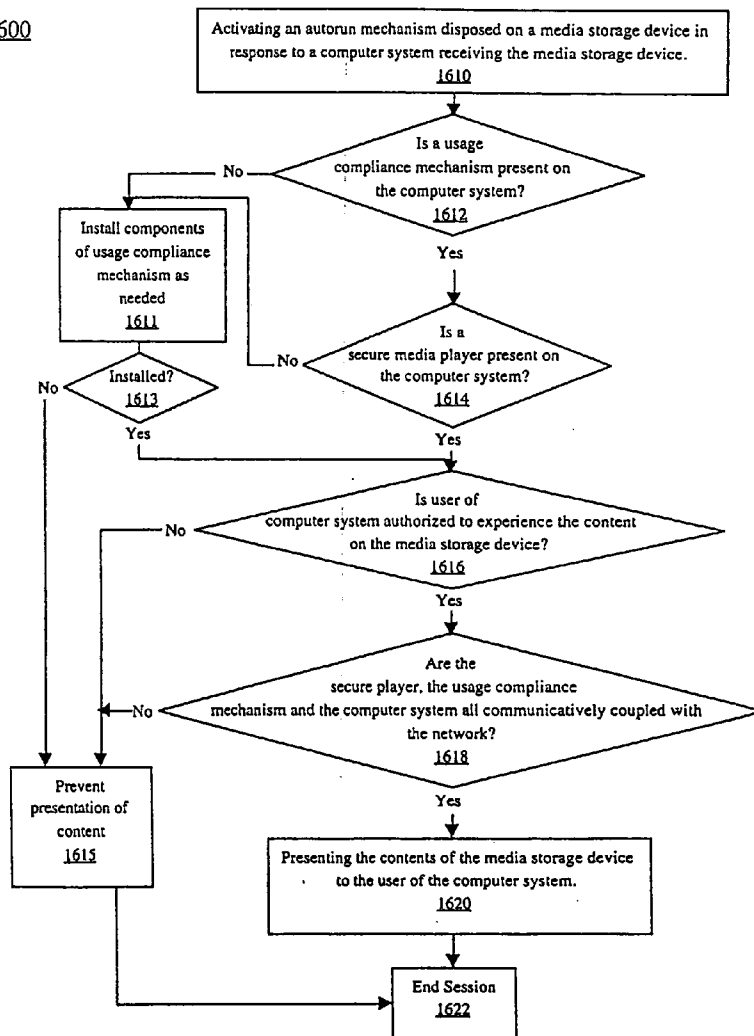 600
Activating an autorun mechanism disposed on a media storage device in
response to a computer system receiving the media storage device.
1610
Is a usage
compliance mechanism present on
the computer system?
1612
No
Yes
Install components
of usage compliance
mechanism as
needed
1611
Is a
secure media player present on
the computer system?
1614
No
Yes
Installed?
1613
No
Yes
Is user of
computer system authorized to experience the content
on the media storage device?
1616
No
Yes
Are the
secure player, the usage compliance
mechanism and the computer system all communicatively coupled with
the network?
1618
No
Yes
Prevent
presentation of
content
1615
Presenting the contents of the media storage device
to the user of the computer system.
1620
End Session
1622